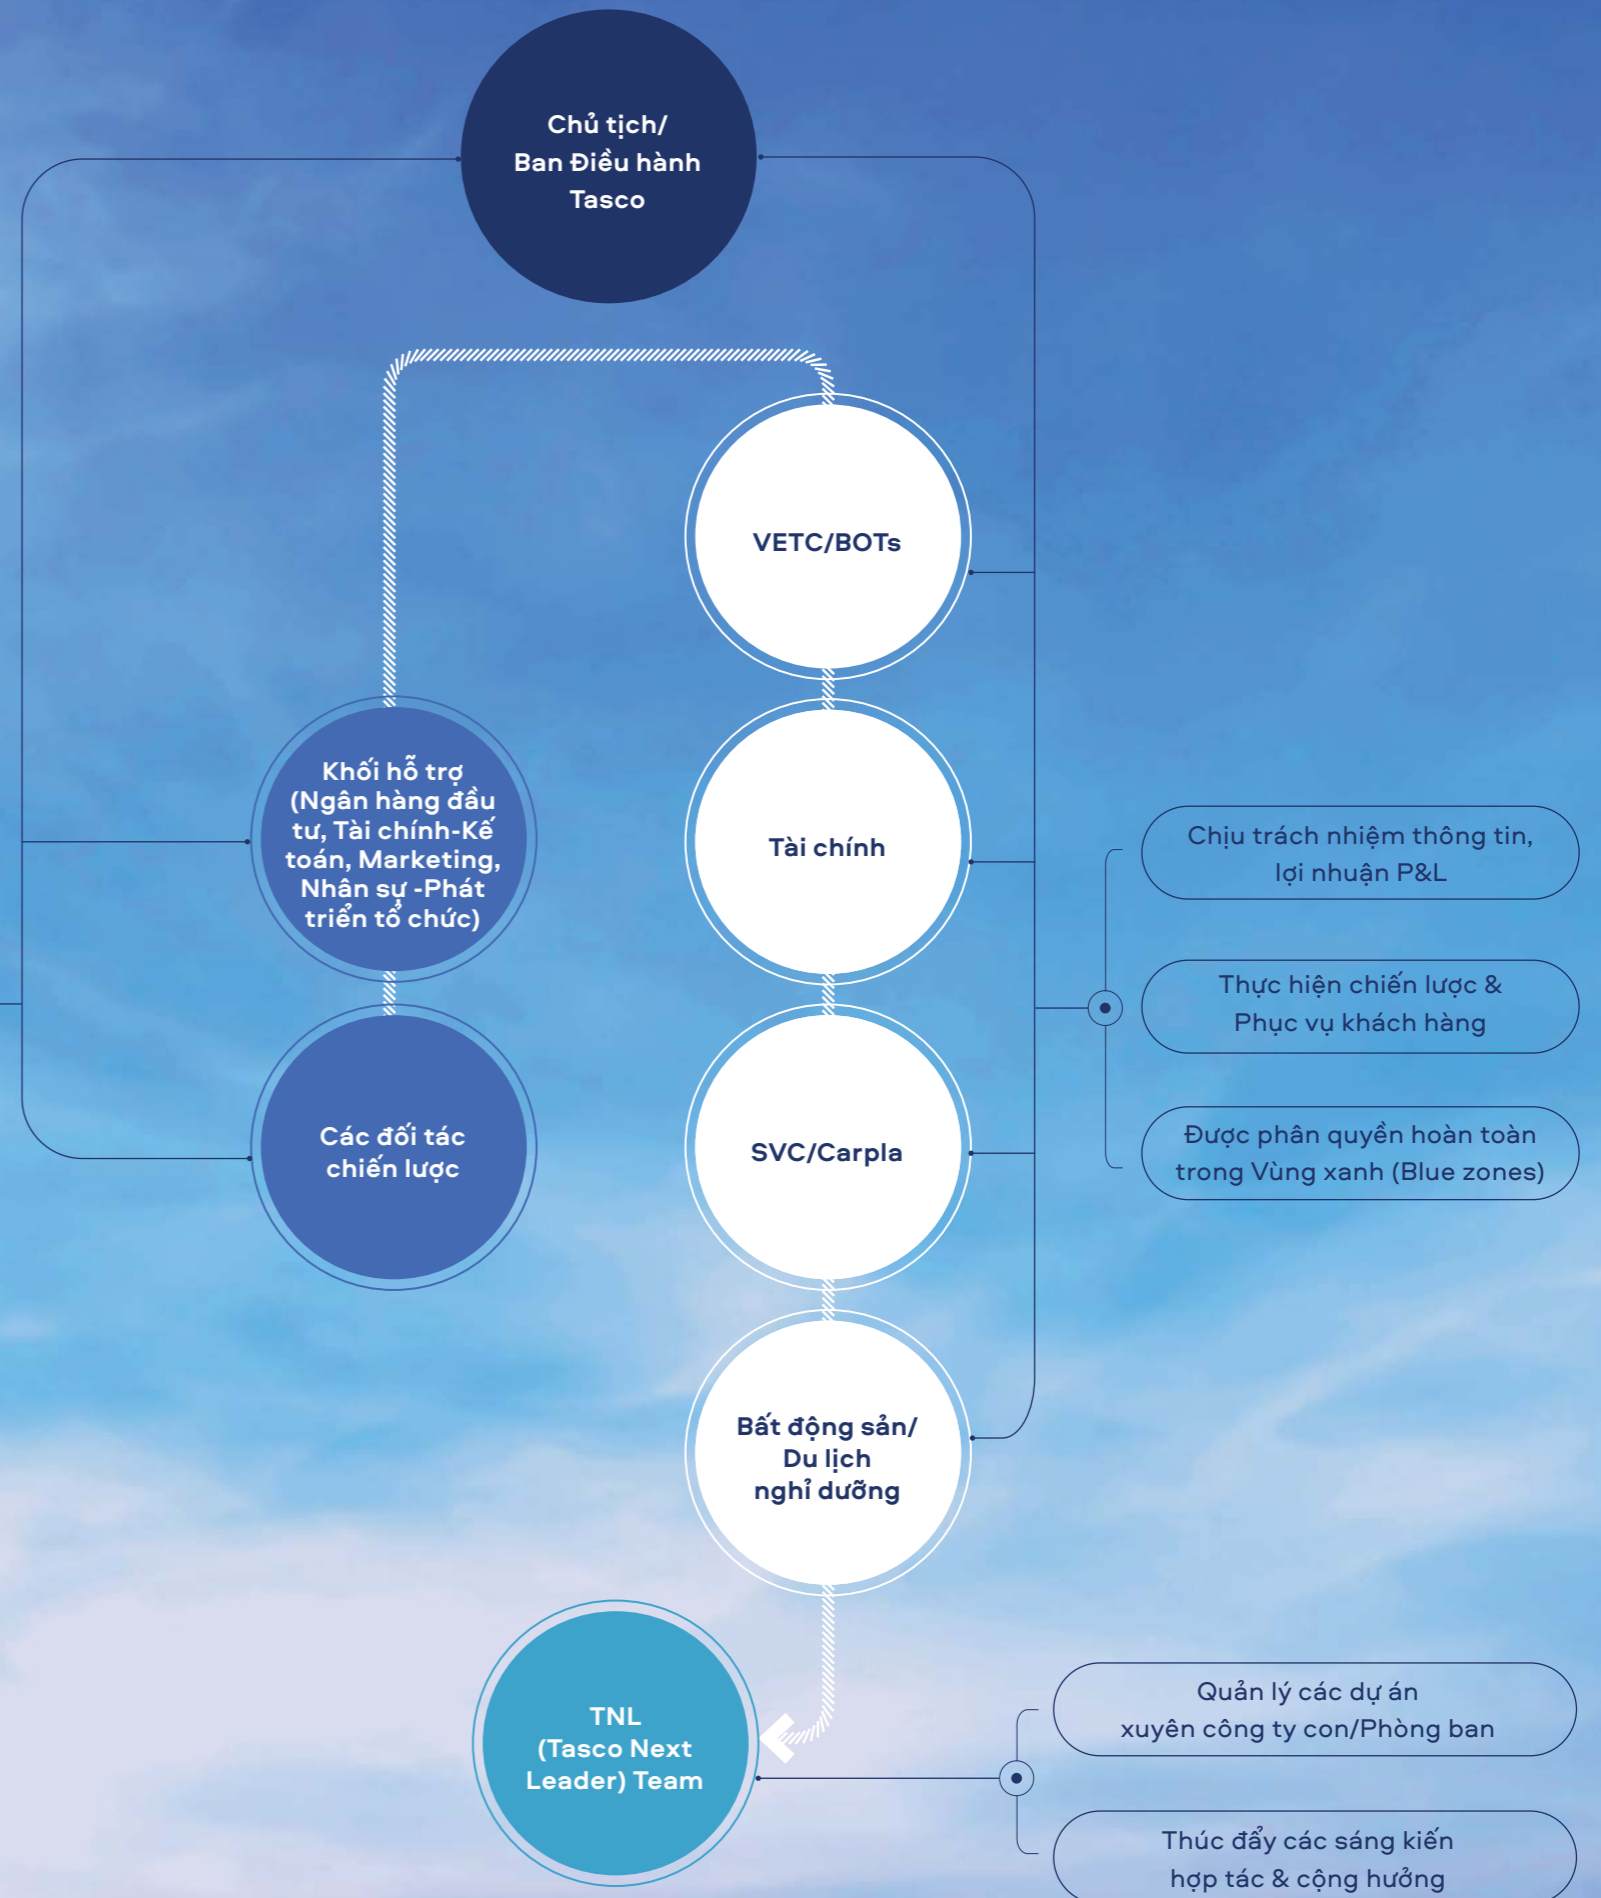 Chủ tịch/
Ban Điều hành
Tasco
VETC/BOTs
Khối hỗ trợ
(Ngân hàng đầu
tư, Tài chính-Kế
toán, Marketing,
Nhân sự -Phát
triển tổ chức)
Tài chính
Chịu trách nhiệm thông tin,
lợi nhuận P&L
Thực hiện chiến lược &
Phục vụ khách hàng
Được phân quyền hoàn toàn
trong Vùng xanh (Blue zones)
Các đối tác
chiến lược
SVC/Carpla
Bất động sản/
Du lịch
nghỉ dưỡng
TNL
(Tasco Next
Leader) Team
Quản lý các dự án
xuyên công ty con/Phòng ban
Thúc đẩy các sáng kiến
hợp tác & cộng hưởng